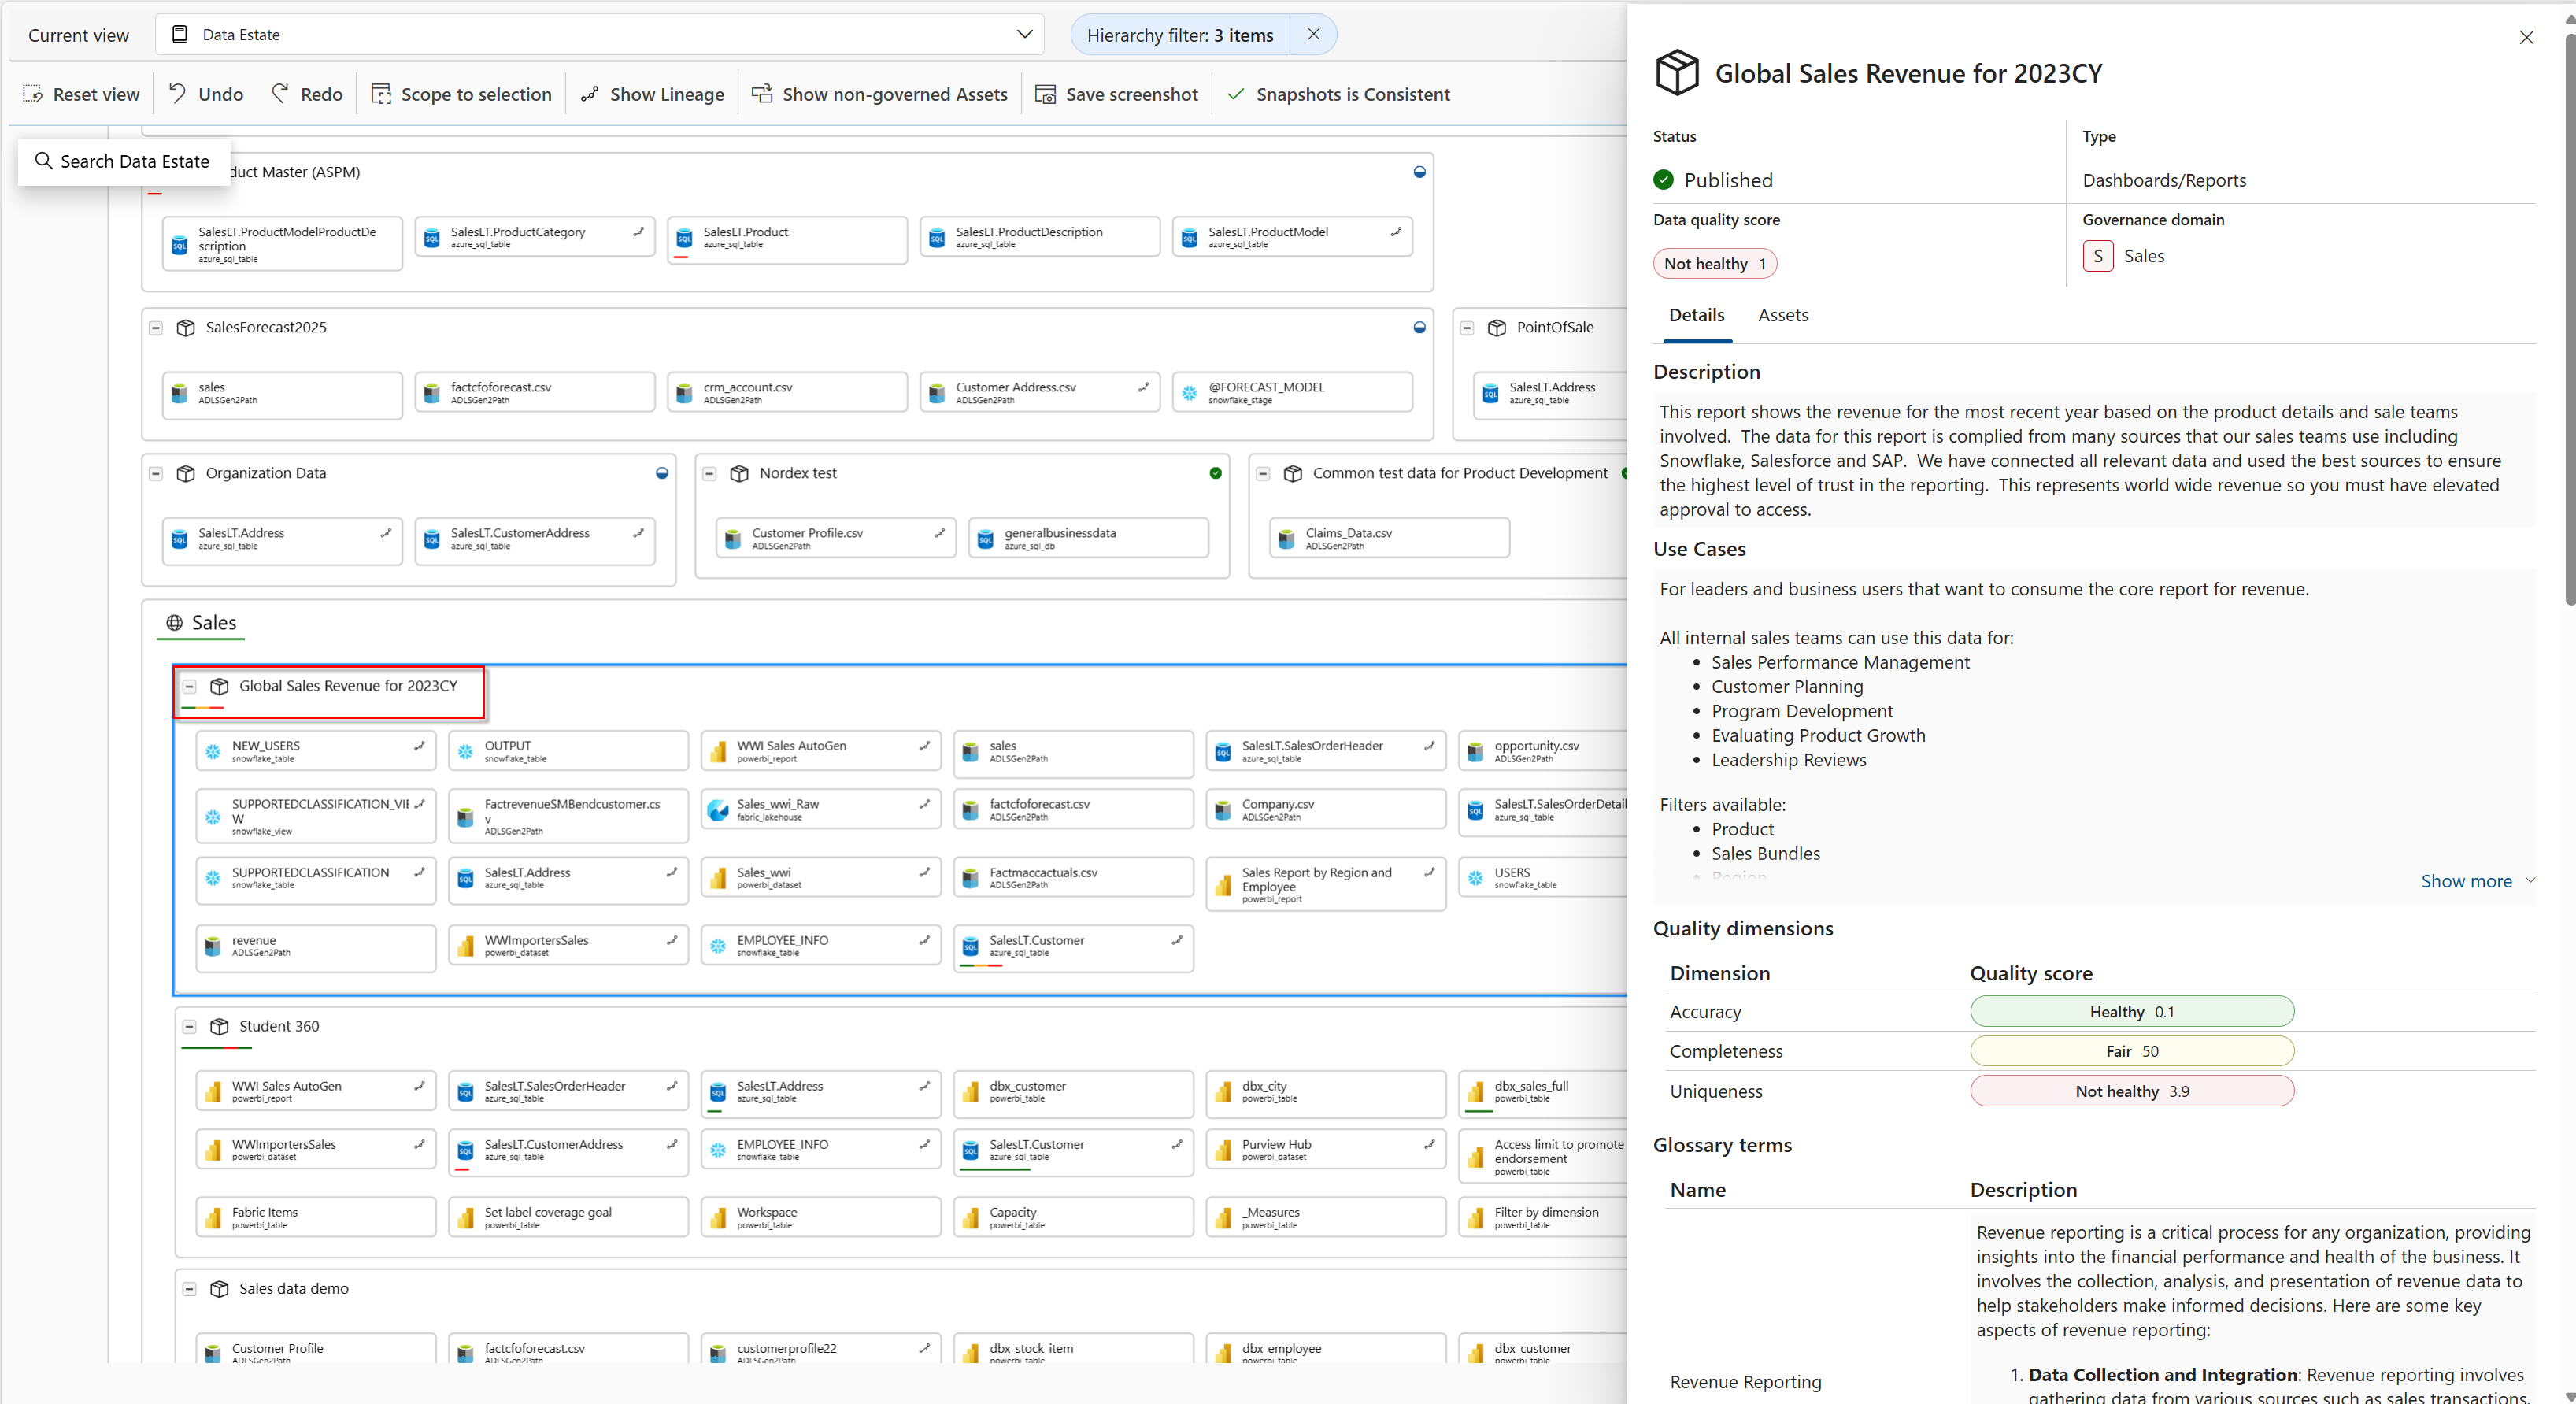 Current view
Data Estate
Hierarchy filter: 3 items
Reset view
Undo
Redo
Scope to selection
Show Lineage
Show non-governed Assets
Save screenshot
Snapshots is Consistent
Search Data Estate
duct Master (ASPM)
SalesLT.ProductModelProductDe
scription
azure_sql_table
SalesLT.ProductCategory
azure_sql_table
SalesLT.Product
azure_sql_table
SalesLT.ProductDescription
azure_sql_table
SalesLT.ProductModel
azure_sql_table
SalesForecast2025
sales
ADLSGen2Path
factcfoforecast.csv
ADLSGen2Path
crm_account.csv
ADLSGen2Path
Customer Address.csv
ADLSGen2Path
@FORECAST_MODEL
snowflake_stage
PointOfSale
SalesLT.Address
azure_sql_table
Organization Data
SalesLT.Address
azure_sql_table
SalesLT.CustomerAddress
azure_sql_table
Nordex test
Customer Profile.csv
ADLSGen2Path
generalbusinessdata
azure_sql_db
Common test data for Product Development
Claims_Data.csv
ADLSGen2Path
Sales
Global Sales Revenue for 2023CY
NEW_USERS
snowflake_table
OUTPUT
snowflake_table
WWI Sales AutoGen
powerbi_report
sales
ADLSGen2Path
SalesLT.SalesOrderHeader
azure_sql_table
opportunity.csv
ADLSGen2Path
SUPPORTEDCLASSIFICATION_VIE
W
snowflake_view
FactrevenueSMBendcustomer.cs
v
ADLSGen2Path
Sales_wwi_Raw
fabric_lakehouse
factcfoforecast.csv
ADLSGen2Path
Company.csv
ADLSGen2Path
SalesLT.SalesOrderDetail
azure_sql_table
SUPPORTEDCLASSIFICATION
snowflake_table
SalesLT.Address
azure_sql_table
Sales_wwi
powerbi_dataset
Factmaccactuals.csv
ADLSGen2Path
Sales Report by Region and
Employee
powerbi_report
USERS
snowflake_table
revenue
ADLSGen2Path
WWImportersSales
powerbi_dataset
EMPLOYEE_INFO
snowflake_table
SalesLT.Customer
azure_sql_table
Student 360
WWI Sales AutoGen
powerbi_report
SalesLT.SalesOrderHeader
azure_sql_table
SalesLT.Address
azure_sql_table
dbx_customer
powerbi_table
dbx_city
powerbi_table
dbx_sales_full
powerbi_table
WWImportersSales
powerbi_dataset
SalesLT.CustomerAddress
azure_sql_table
EMPLOYEE_INFO
snowflake_table
SalesLT.Customer
azure_sql_table
Purview Hub
powerbi_dataset
Access limit to promote
endorsement
powerbi_table
Fabric Items
powerbi_table
Set label coverage goal
powerbi_table
Workspace
powerbi_table
Capacity
powerbi_table
_Measures
powerbi_table
Filter by dimension
powerbi_table
Sales data demo
Customer Profile
ADLSGen2Path
factcfoforecast.csv
ADLSGen2Path
customerprofile22
ADLSGen2Path
dbx_stock_item
powerbi_table
dbx_employee
powerbi_table
dbx_customer
powerbi_table
Global Sales Revenue for 2023CY
Status
Published
Type
Dashboards/Reports
Data quality score
Not healthy 1
Governance domain
S Sales
Details
Assets
Description
This report shows the revenue for the most recent year based on the product details and sale teams
involved. The data for this report is complied from many sources that our sales teams use including
Snowflake, Salesforce and SAP. We have connected all relevant data and used the best sources to ensure
the highest level of trust in the reporting. This represents world wide revenue so you must have elevated
approval to access.
Use Cases
For leaders and business users that want to consume the core report for revenue.
All internal sales teams can use this data for:
• Sales Performance Management
• Customer Planning
• Program Development
• Evaluating Product Growth
• Leadership Reviews
Filters available:
• Product
• Sales Bundles
• Region
Show more
Quality dimensions
Dimension Quality score
Accuracy Healthy 0.1
Completeness Fair 50
Uniqueness Not healthy 3.9
Glossary terms
Name Description
Revenue reporting is a critical process for any organization, providing
insights into the financial performance and health of the business. It
involves the collection, analysis, and presentation of revenue data to
help stakeholders make informed decisions. Here are some key
aspects of revenue reporting:
Revenue Reporting
1. Data Collection and Integration: Revenue reporting involves
gathering data from various sources such as sales transactions,